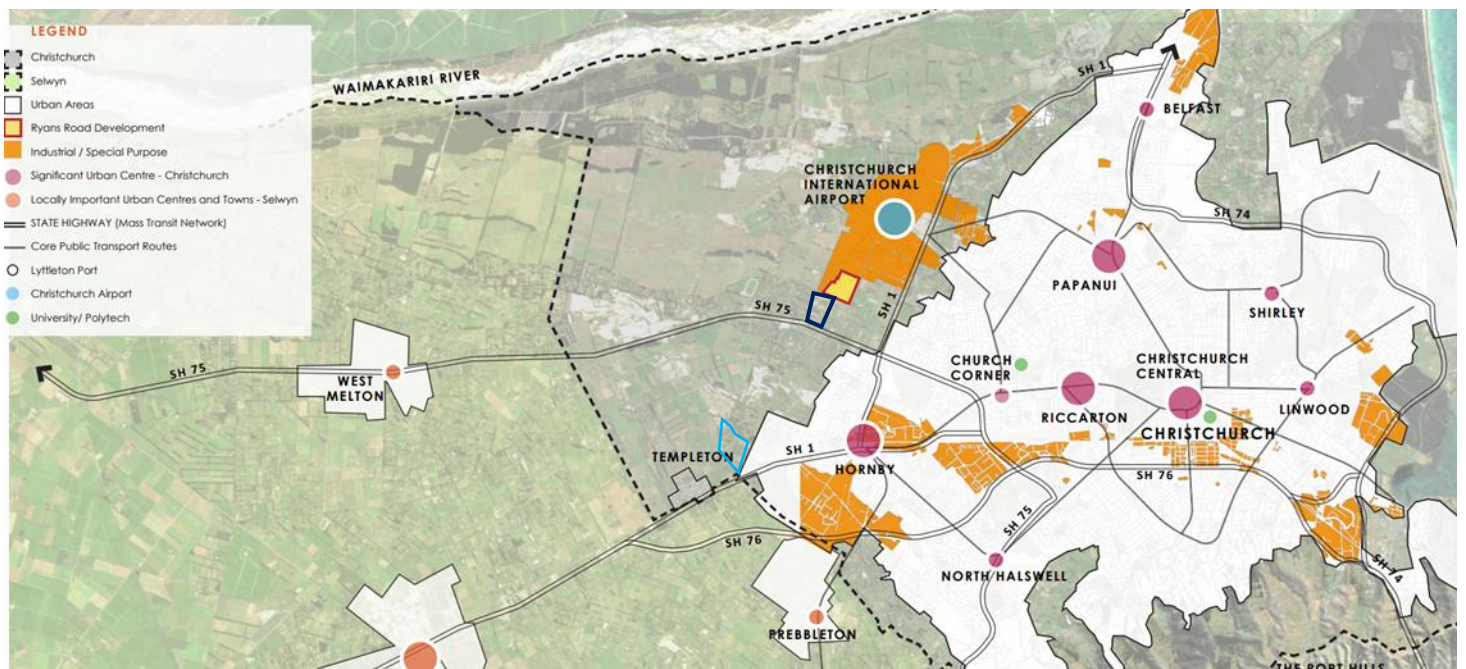 LEGEND
Christchurch
Selwyn
Urban Areas
Ryans Road Development
Industrial / Special Purpose
Significant Urban Centre - Christchurch
Locally Important Urban Centres and Towns - Selwyn
STATE HIGHWAY (Mass Transit Network)
Core Public Transport Routes
Lyttleton Port
Christchurch Airport
University/ Polytech
WAIMAKARIRI RIVER
SH 1
BELFAST
CHRISTCHURCH
INTERNATIONAL
AIRPORT
SH 74
PAPANUI
SH 75
SH 1
SHIRLEY
SH 75
WEST
MELTON
CHURCH
CORNER
CHRISTCHURCH
CENTRAL
RICCARTON
LINWOOD
CHRISTCHURCH
TEMPLETON
SH 1
HORNBY
SH 76
SH 75
SH 76
NORTH HALSWELL
SH 74
PREBBLETON
THE PORT HILLS